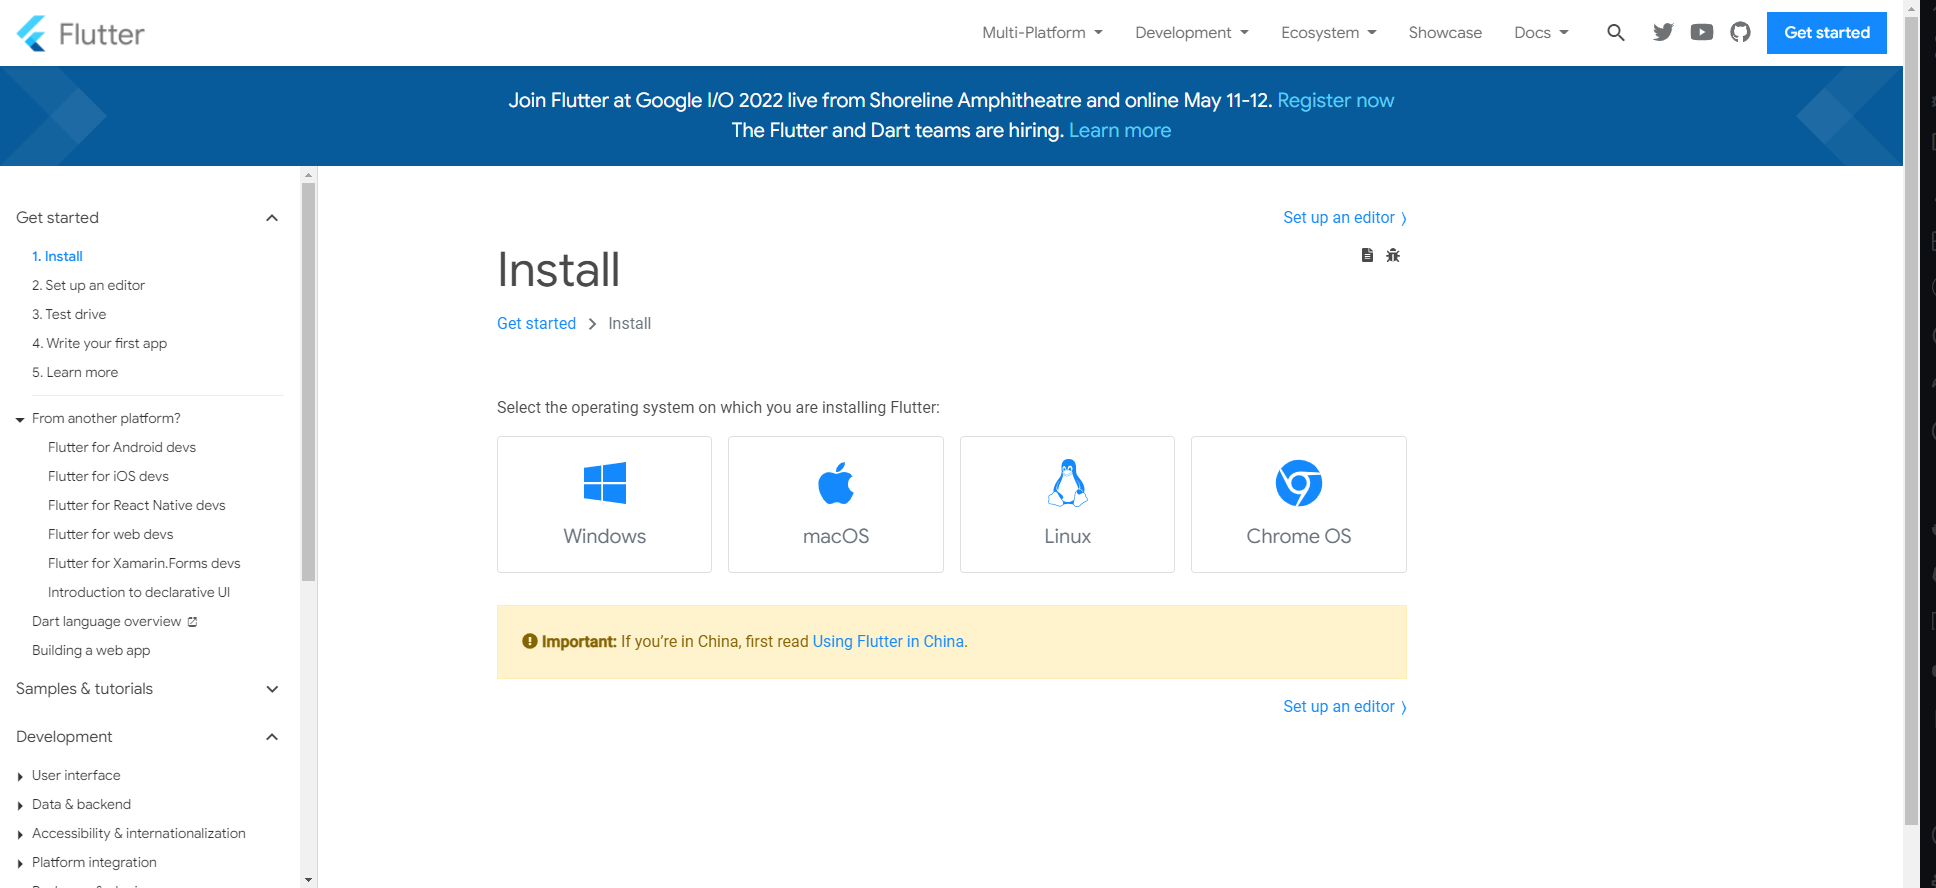 Flutter
Multi-Platform
Development
Ecosystem
Showcase
Docs
Get started
Join Flutter at Google I/O 2022 live from Shoreline Amphitheatre and online May 11-12. Register now
The Flutter and Dart teams are hiring. Learn more
Get started
1. Install
2. Set up an editor
3. Test drive
4. Write your first app
5. Learn more
From another platform?
Flutter for Android devs
Flutter for iOS devs
Flutter for React Native devs
Flutter for web devs
Flutter for Xamarin.Forms devs
Introduction to declarative UI
Dart language overview
Building a web app
Samples & tutorials
Development
User interface
Data & backend
Accessibility & internationalization
Platform integration
Set up an editor ⟩
Install
Get started
Install
Select the operating system on which you are installing Flutter:
Windows
macOS
Linux
Chrome OS
Important: If you’re in China, first read Using Flutter in China.
Set up an editor ⟩